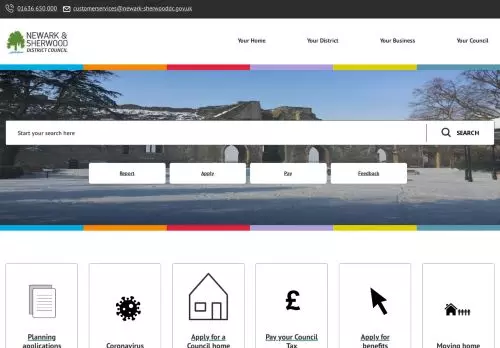 01636 650 000 customerservices@newark-sherwooddc.gov.uk
NEWARK &
SHERWOOD
DISTRICT COUNCIL
Your Home Your District Your Business Your Council
Start your search here SEARCH
Report Apply Pay Feedback
£
Planning applications
Coronavirus
Apply for a Council home
Pay your Council Tax
Apply for benefits
Moving home